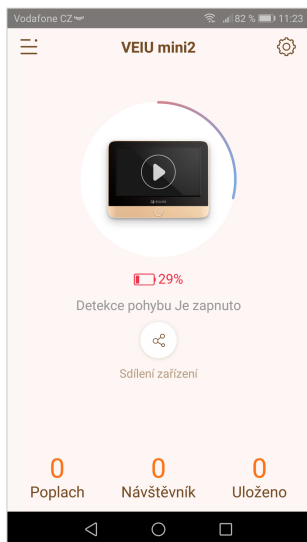 Vodafone CZ 82 % 11:23
VEIU mini2
29%
Detekce pohybu Je zapnuto
Sdílení zařízení
0 0 0
Poplach Návštěvník Uloženo